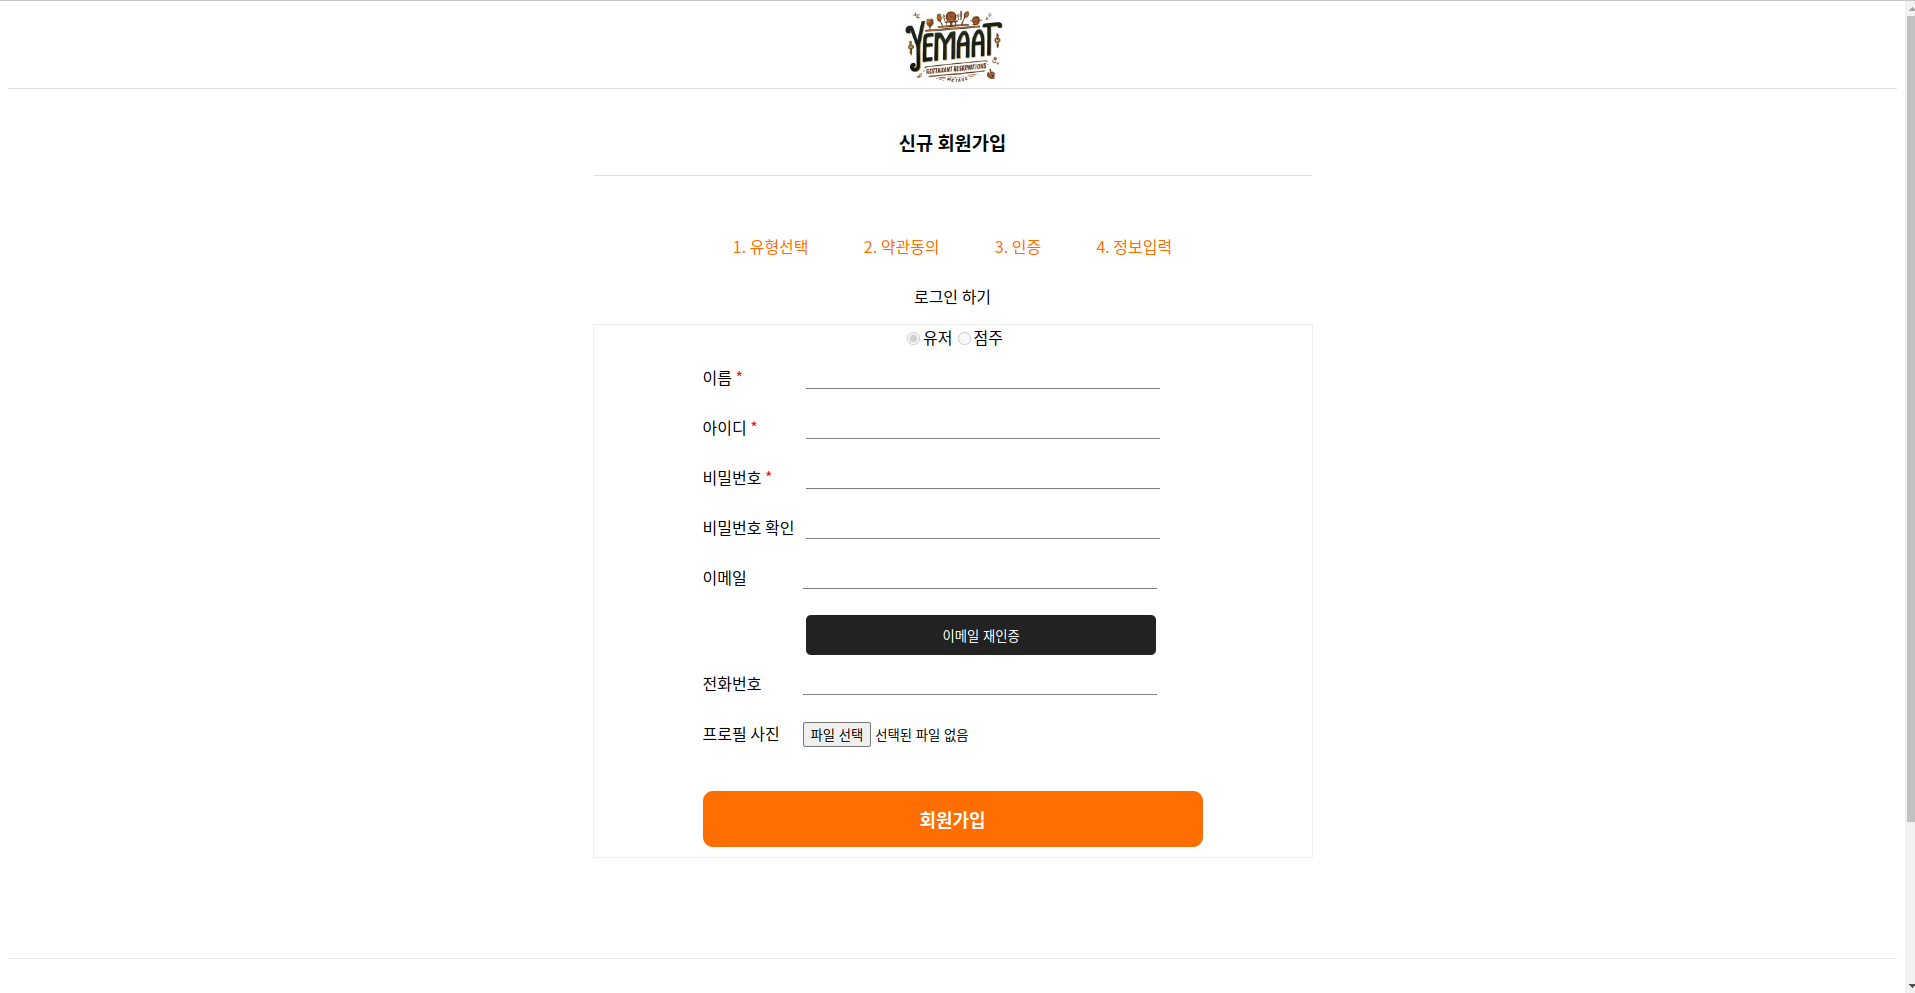 YEMAAT
RESTAURANT RESERVATIONS
신규 회원가입
1. 유형선택 2. 약관동의 3. 인증 4. 정보입력
로그인 하기
유저 점주
이름 *
아이디 *
비밀번호 *
비밀번호 확인
이메일
이메일 재인증
전화번호
프로필 사진 파일 선택 선택된 파일 없음
회원가입